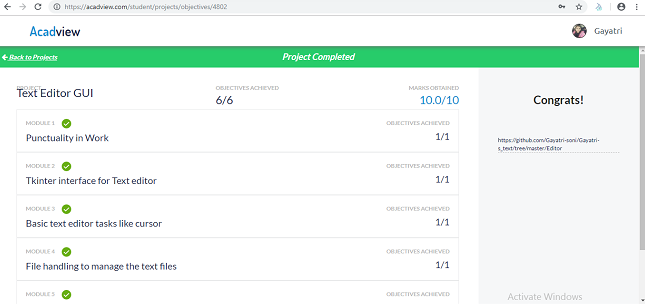 https://acadview.com/student/projects/objectives/4802
Acadview
Gayatri
Back to Projects
Project Completed
PROJECT
Text Editor GUI
OBJECTIVES ACHIEVED
6/6
MARKS OBTAINED
10.0/10
MODULE 1
Punctuality in Work
OBJECTIVES ACHIEVED
1/1
MODULE 2
Tkinter interface for Text editor
OBJECTIVES ACHIEVED
1/1
MODULE 3
Basic text editor tasks like cursor
OBJECTIVES ACHIEVED
1/1
MODULE 4
File handling to manage the text files
OBJECTIVES ACHIEVED
1/1
MODULE 5
OBJECTIVES ACHIEVED
Congrats!
https://github.com/Gayatri-soni/Gayatri-
s_text/tree/master/Editor
Activate Windows